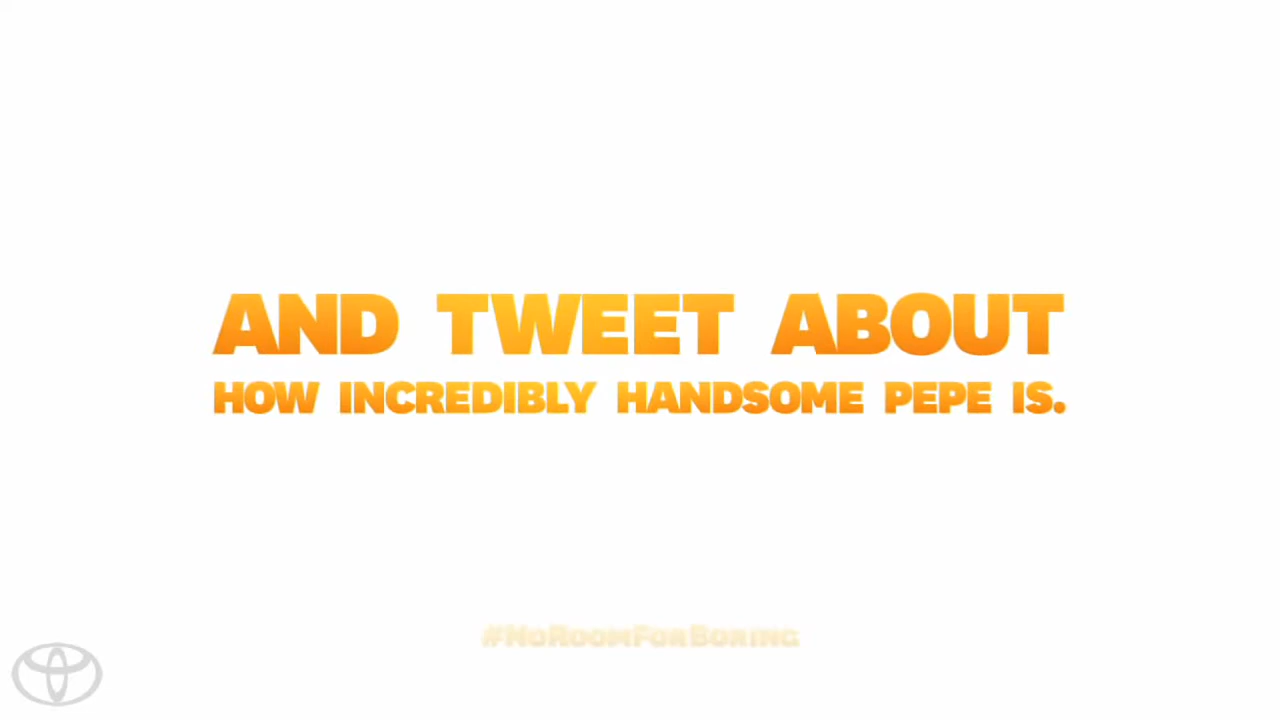 AND TWEET ABOUT
HOW INCREDIBLY HANDSOME PEPE IS.
#NoRoomForBoring